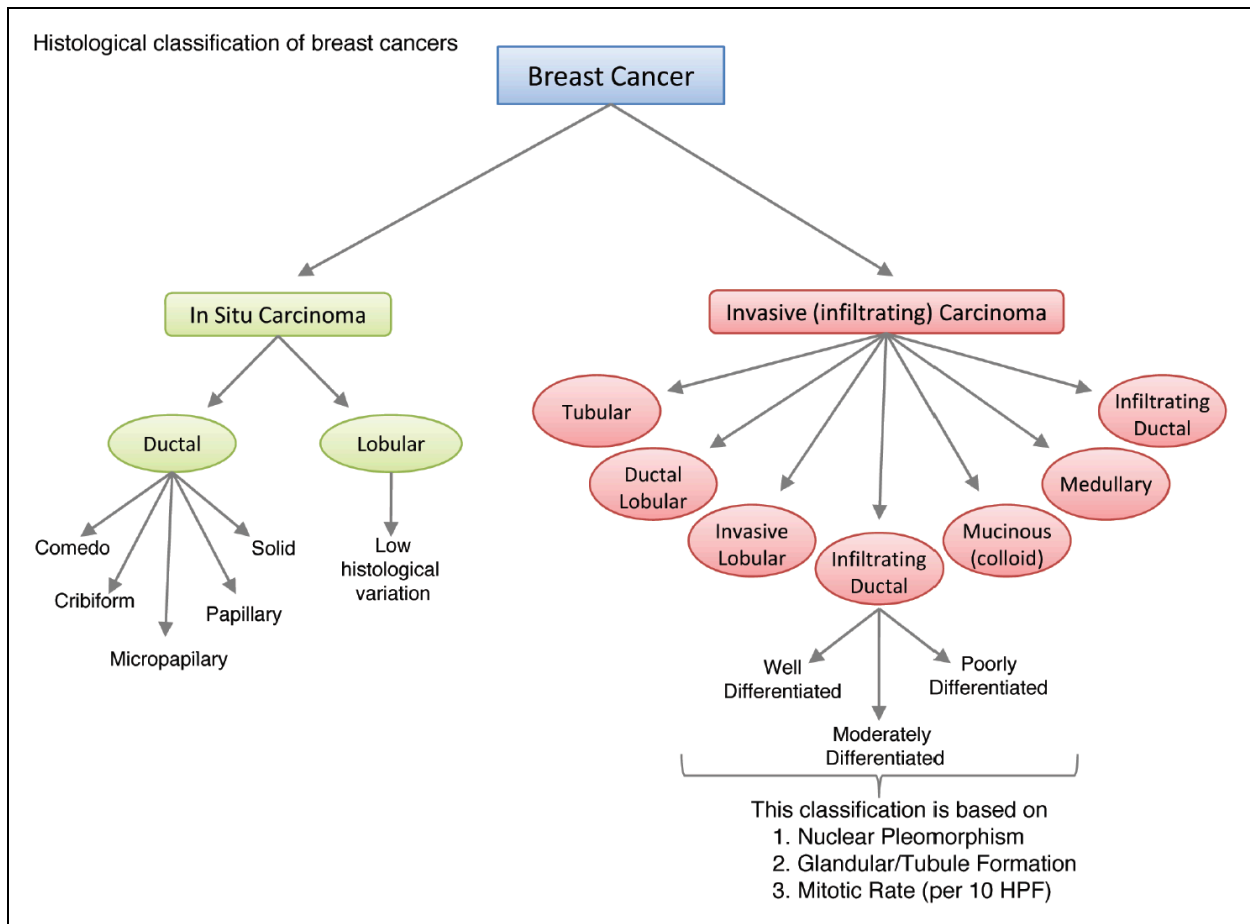 Histological classification of breast cancers
Breast Cancer
In Situ Carcinoma
Invasive (infiltrating) Carcinoma
Ductal
Lobular
Comedo
Cribiform
Micropapilary
Papillary
Solid
Low
histological
variation
Tubular
Ductal
Lobular
Invasive
Lobular
Infiltrating
Ductal
Mucinous
(colloid)
Medullary
Infiltrating
Ductal
Well
Differentiated
Moderately
Differentiated
Poorly
Differentiated
This classification is based on
1. Nuclear Pleomorphism
2. Glandular/Tubule Formation
3. Mitotic Rate (per 10 HPF)